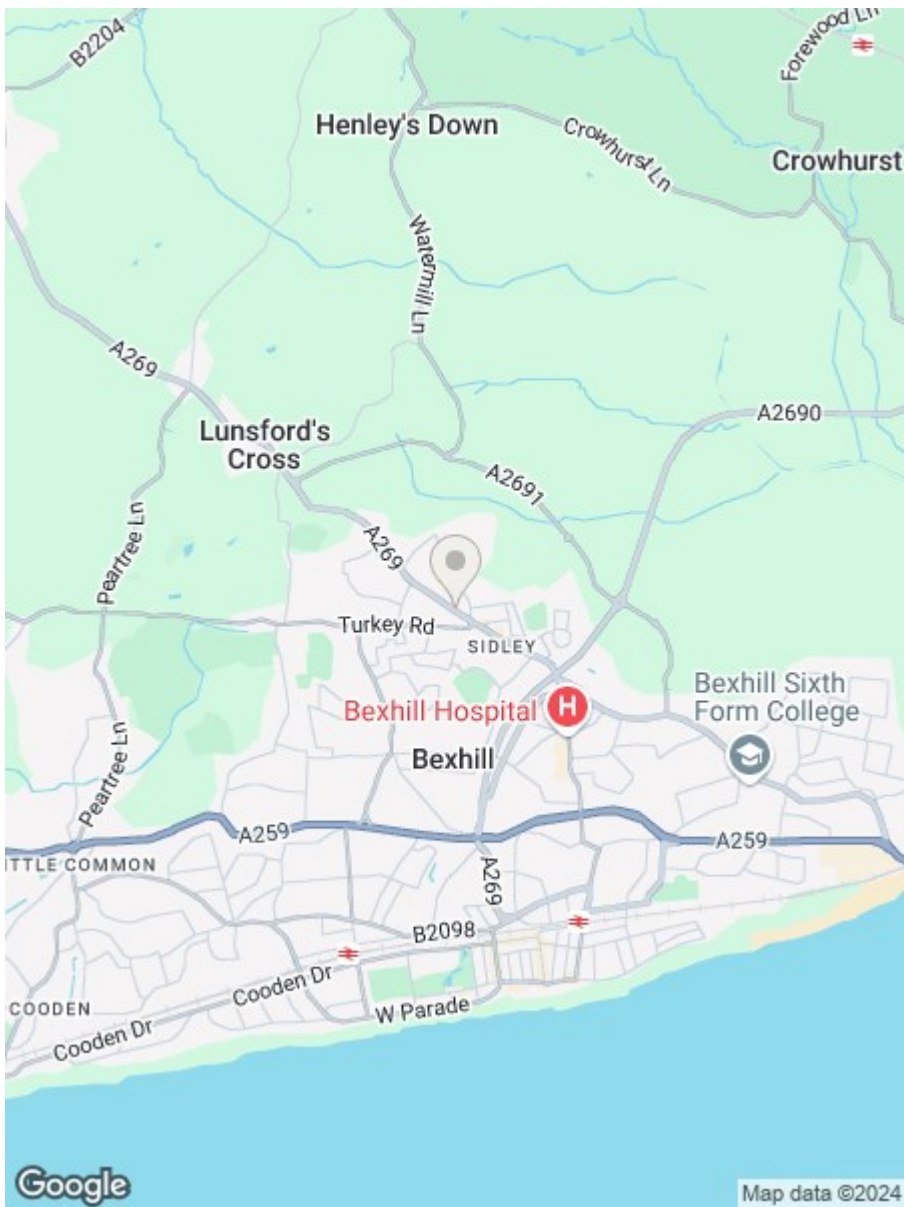 B2204
Forewood Ln
Henley's Down
Crowhurst Ln
Crowhurst
Watermill Ln
A269
A2690
Lunsford's
Cross
A2691
Peartree Ln
A269
Turkey Rd
SIDLEY
Bexhill Hospital
H
Bexhill Sixth
Form College
Peartree Ln
Bexhill
A259
A259
ITTLE COMMON
A269
B2098
Cooden Dr
COODEN
W Parade
Cooden Dr
Google
Map data ©2024